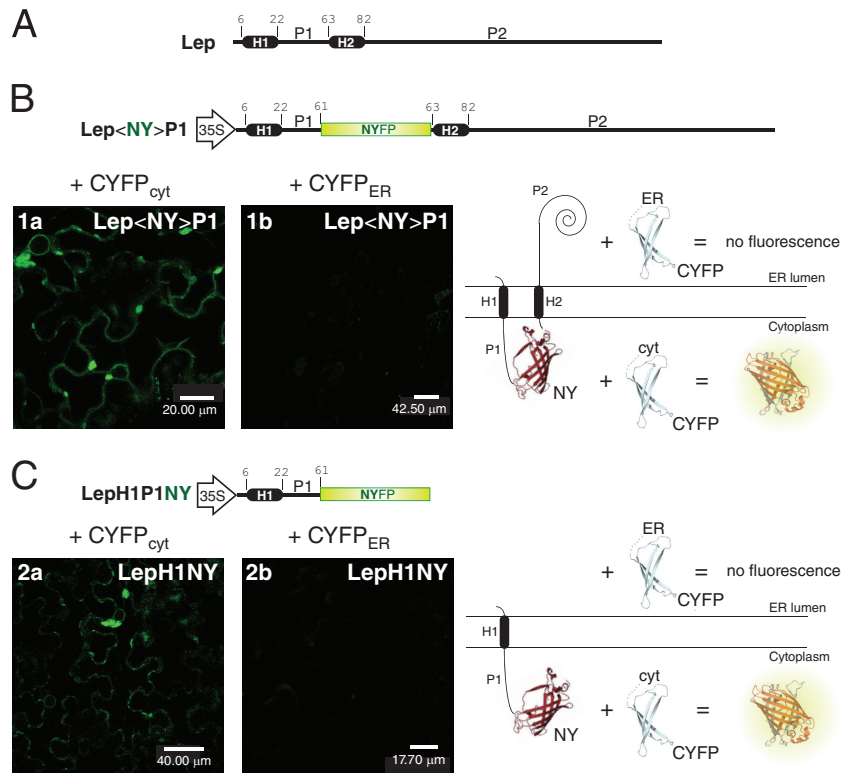 A
6 22 P1 63 82 P2
Lep H1 H2
B
6 22 P1 61 63 82 P2
Lep<NY>P1 35S H1 NYFP H2
+ CYFPcyt + CYFPER
1a Lep<NY>P1
20.00 µm
1b Lep<NY>P1
42.50 µm
P2
ER
+ = no fluorescence
CYFP
ER lumen
H1 H2
Cytoplasm
P1
cyt
NY + =
CYFP
C
6 22 P1 61
LepH1P1NY 35S H1 NYFP
+ CYFPcyt + CYFPER
2a LepH1NY
40.00 µm
2b LepH1NY
17.70 µm
ER
+ = no fluorescence
CYFP
ER lumen
H1
Cytoplasm
P1
cyt
NY + =
CYFP